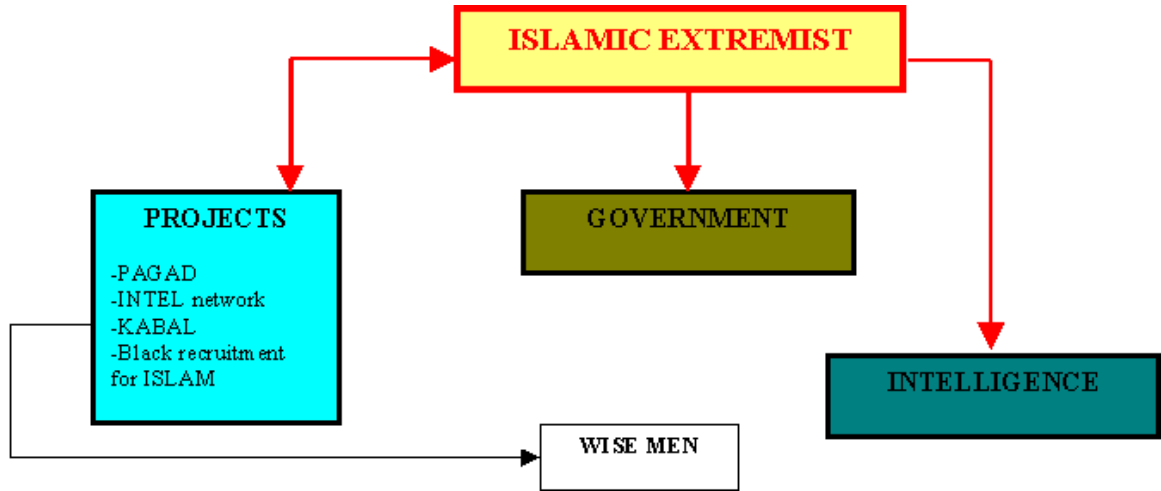 ISLAMIC EXTREMIST
PROJECTS
-PAGAD
-INTEL network
-KABAL
-Black recruitment
for ISLAM
GOVERNMENT
INTELLIGENCE
WISE MEN